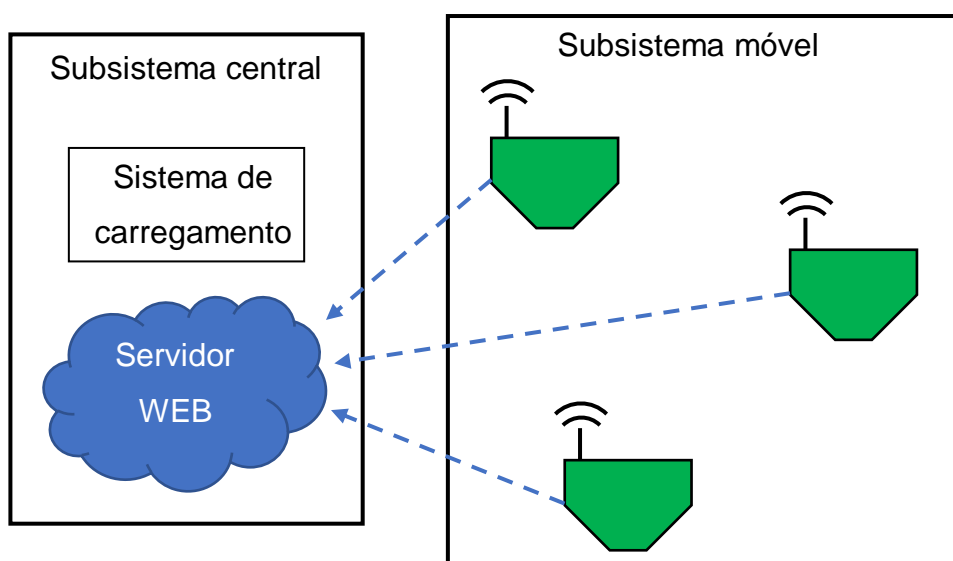 Subsistema central
Sistema de
carregamento
Servidor
WEB
Subsistema móvel